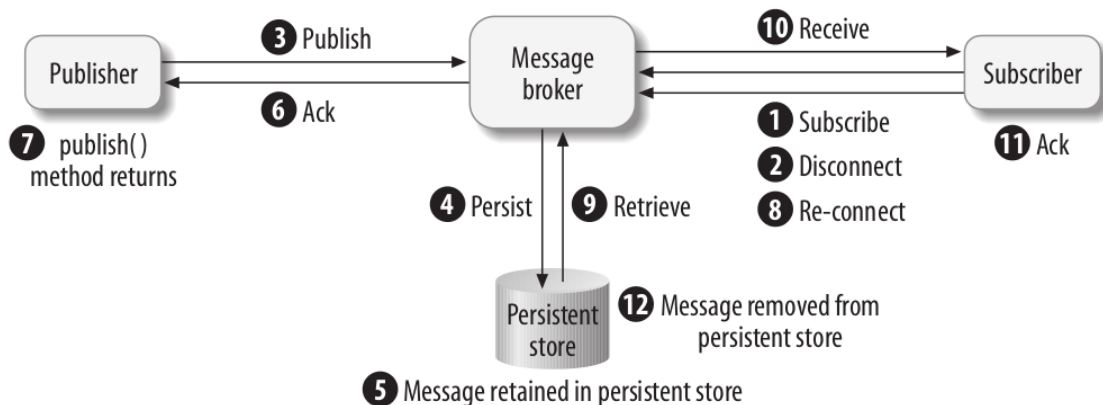 3 Publish
10 Receive
Publisher
Message
broker
Subscriber
6 Ack
7 publish( )
method returns
1 Subscribe
2 Disconnect
8 Re-connect
11 Ack
4 Persist
9 Retrieve
Persistent
store
12 Message removed from
persistent store
5 Message retained in persistent store